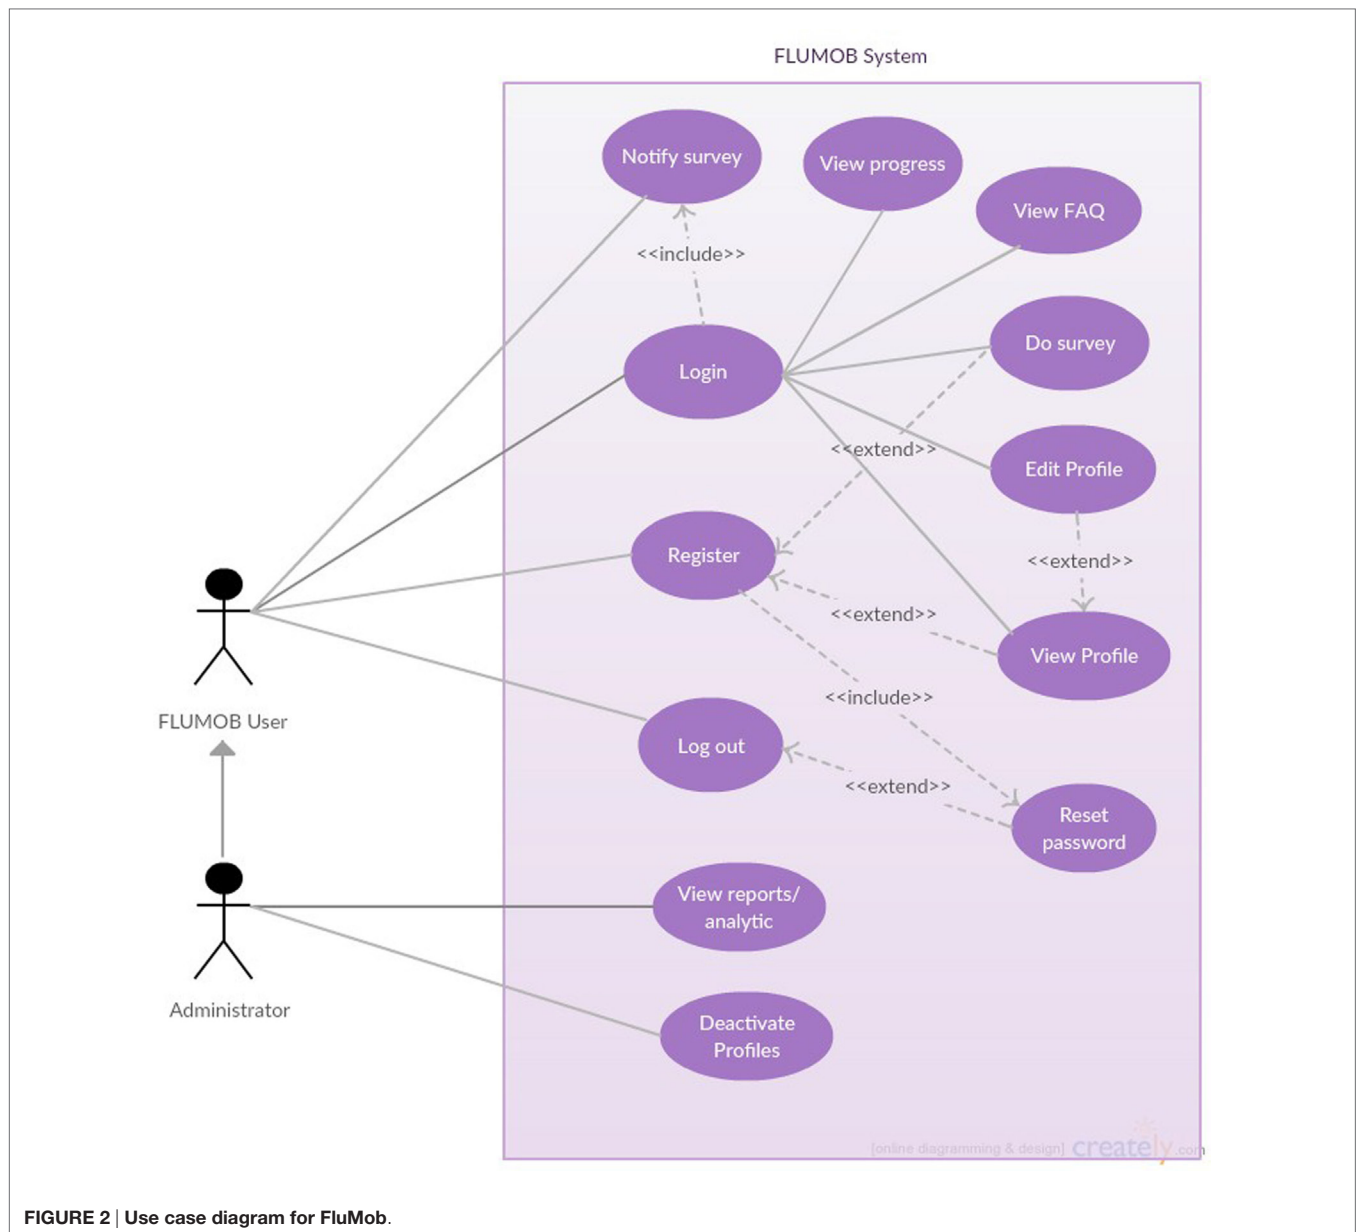 FLUMOB System
Notify survey
View progress
View FAQ
<<include>>
Do survey
Login
<<extend>>
Edit Profile
Register
<<extend>>
<<extend>>
View Profile
<<include>>
FLUMOB User
Log out
<<extend>>
Reset
password
View reports/
analytic
Administrator
Deactivate
Profiles
[online diagramming & design] creately.com
FIGURE 2 | Use case diagram for FluMob.